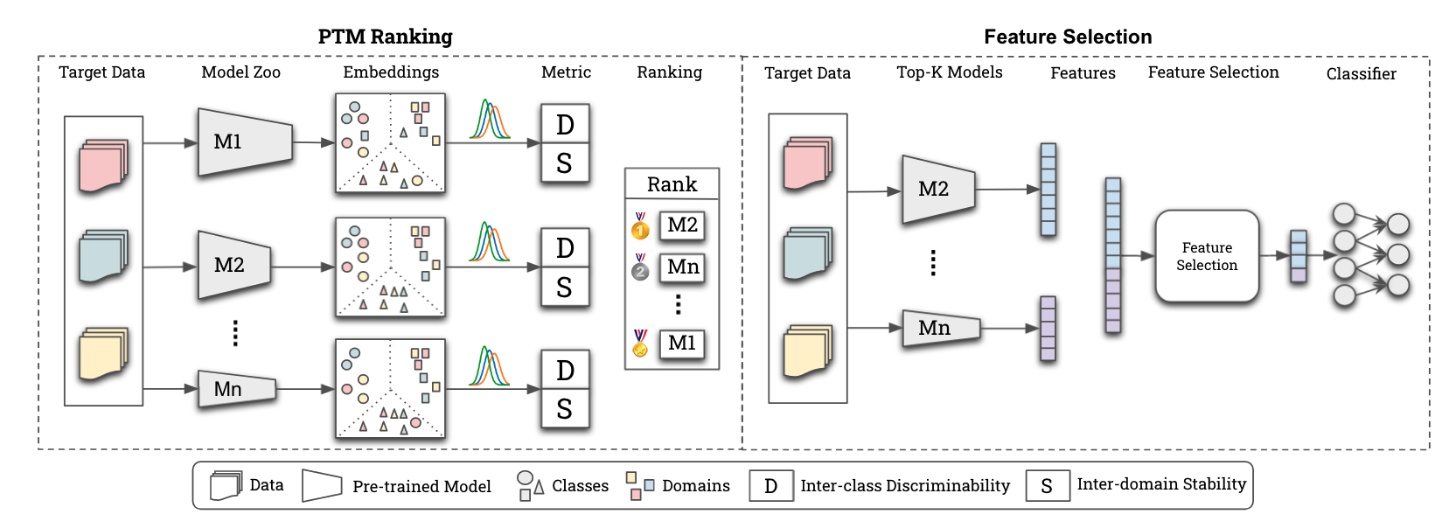 PTM Ranking
Feature Selection
Target Data
Model Zoo
Embeddings
Metric
Ranking
M1
D
S
M2
D
S
Mn
D
S
Rank
1
M2
2
Mn
M1
Target Data
Top-K Models
Features
Feature Selection
Classifier
M2
Mn
Feature
Selection
Data
Pre-trained Model
Classes
Domains
D
Inter-class Discriminability
S
Inter-domain Stability